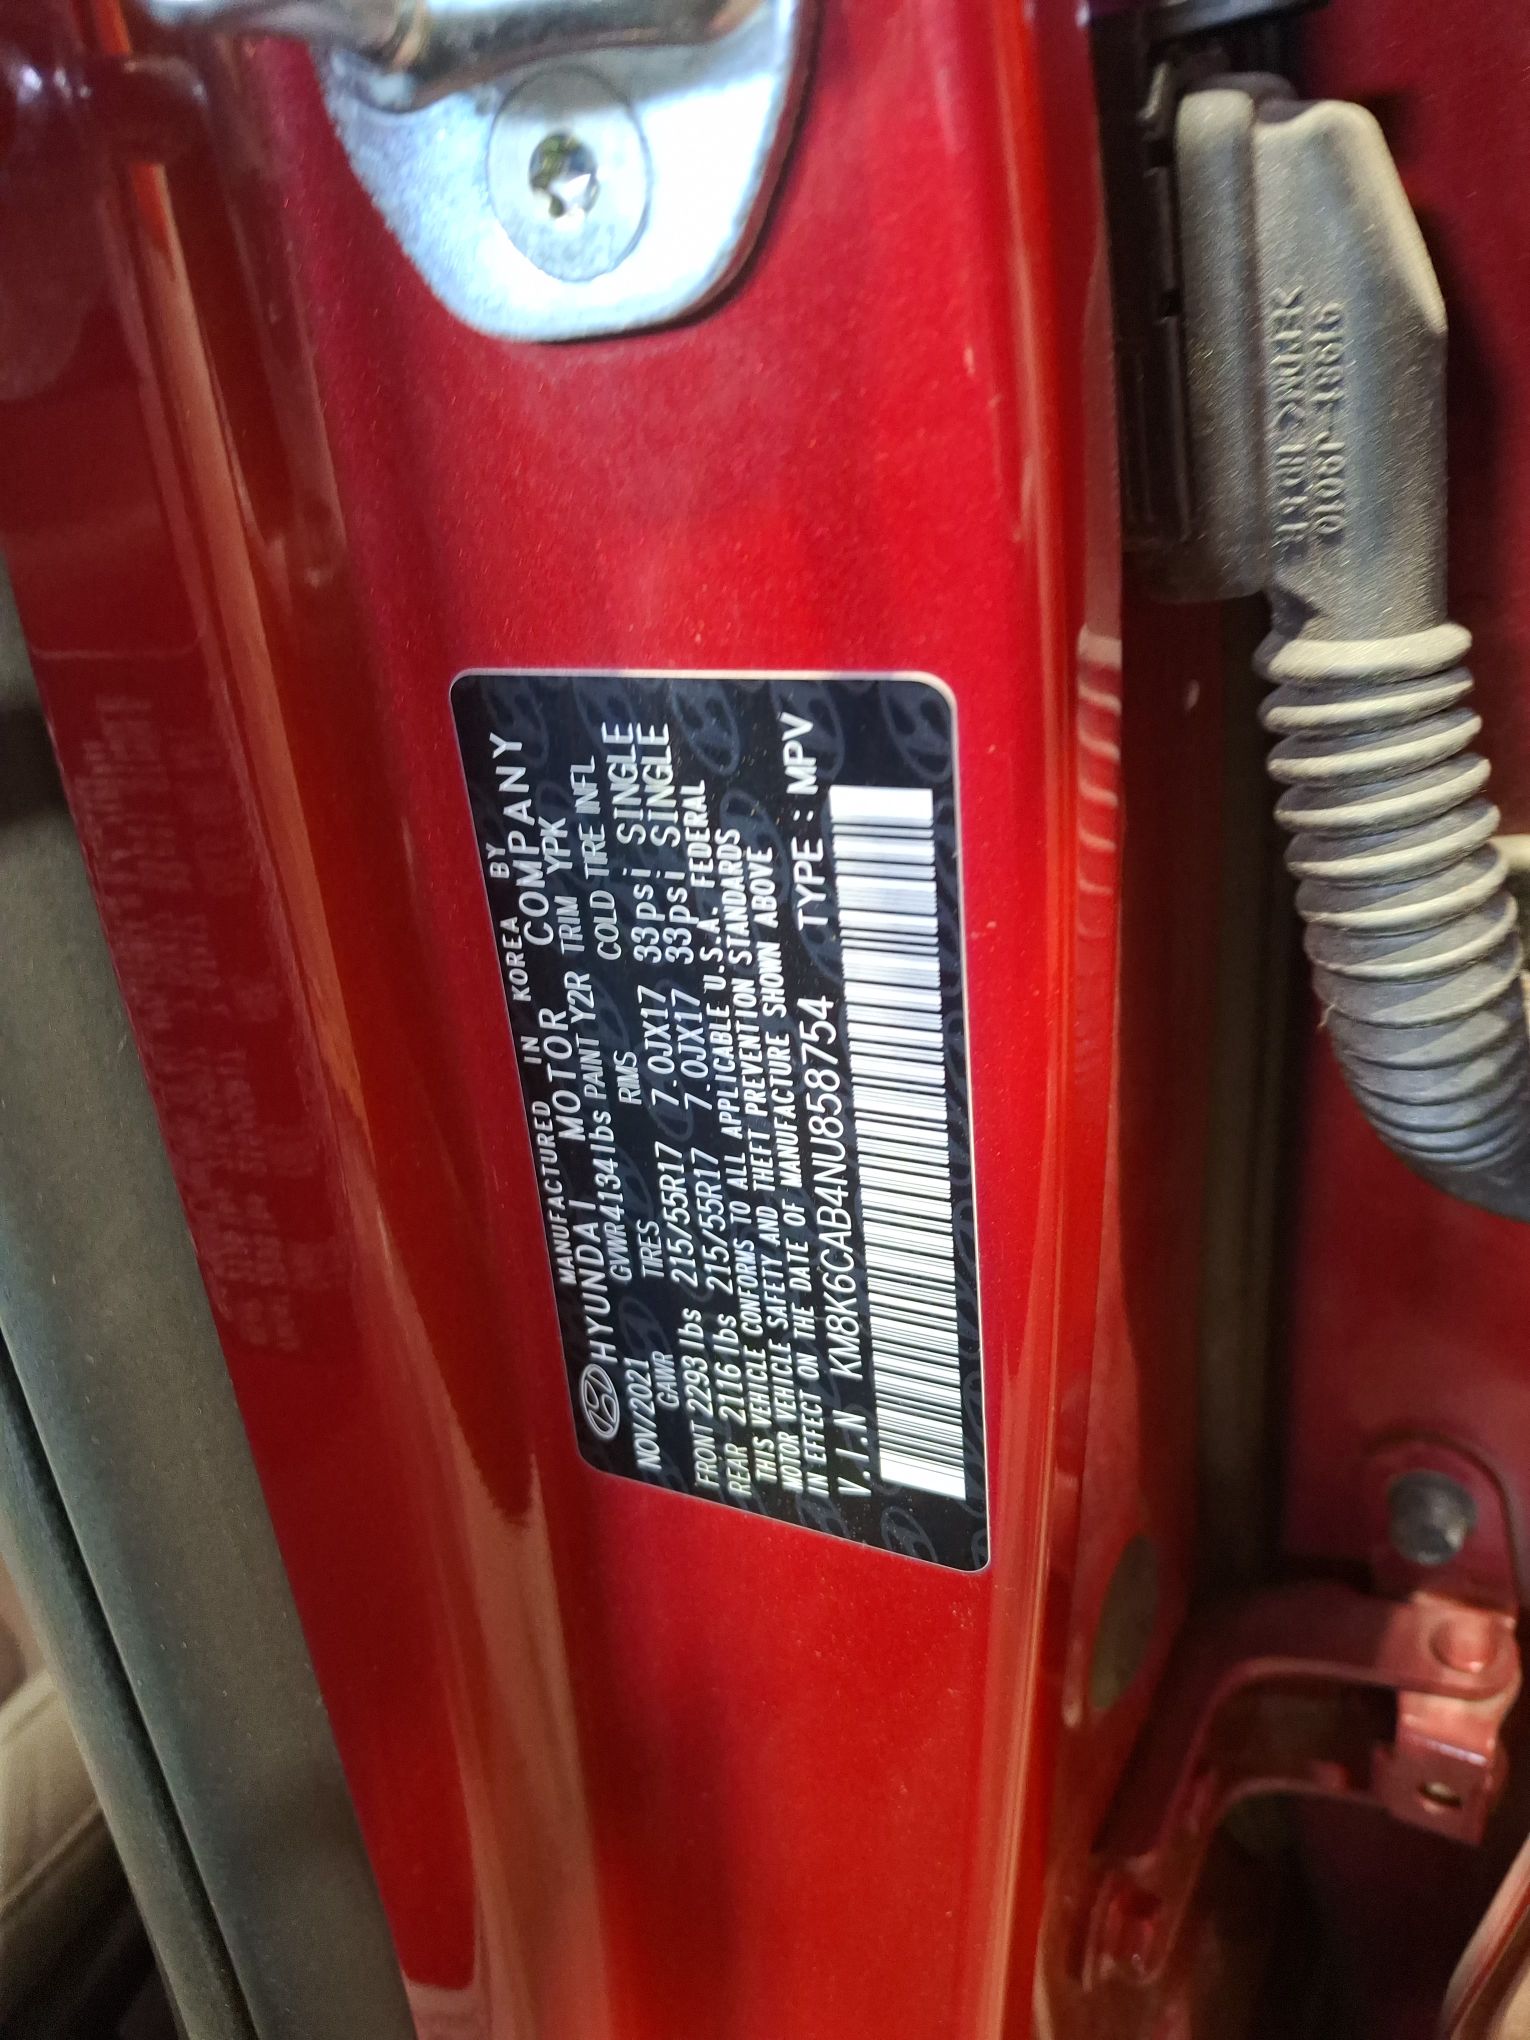 MANUFACTURED IN KOREA BY
HYUNDAI MOTOR COMPANY
NOV/2021 GVWR4134lbs PAINT Y2R TRIM YPK
GAWR TIRES RIMS COLD TIRE INFL
FRONT 2293 lbs 215/55R17 7.0JX17 33psi SINGLE
REAR 2116 lbs 215/55R17 7.0JX17 33psi SINGLE
THIS VEHICLE CONFORMS TO ALL APPLICABLE U.S.A. FEDERAL
MOTOR VEHICLE SAFETY AND THEFT PREVENTION STANDARDS
IN EFFECT ON THE DATE OF MANUFACTURE SHOWN ABOVE
V.I.N KM8K6CAB4NU858754 TYPE : MPV